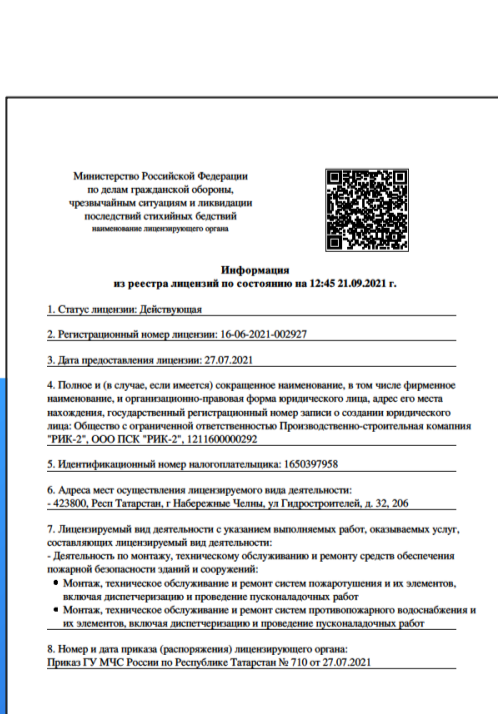 Министерство Российской Федерации
по делам гражданской обороны,
чрезвычайным ситуациям и ликвидации
последствий стихийных бедствий
наименование лицензирующего органа
Информация
из реестра лицензий по состоянию на 12:45 21.09.2021 г.
1. Статус лицензии: Действующая
2. Регистрационный номер лицензии: 16-06-2021-002927
3. Дата предоставления лицензии: 27.07.2021
4. Полное и (в случае, если имеется) сокращенное наименование, в том числе фирменное
наименование, и организационно-правовая форма юридического лица, адрес его места
нахождения, государственный регистрационный номер записи о создании юридического
лица: Общество с ограниченной ответственностью Производственно-строительная комапния
"РИК-2", ООО ПСК "РИК-2", 1211600000292
5. Идентификационный номер налогоплательщика: 1650397958
6. Адреса мест осуществления лицензируемого вида деятельности:
- 423800, Респ Татарстан, г Набережные Челны, ул Гидростроителей, д. 32, 206
7. Лицензируемый вид деятельности с указанием выполняемых работ, оказываемых услуг,
составляющих лицензируемый вид деятельности:
- Деятельность по монтажу, техническому обслуживанию и ремонту средств обеспечения
пожарной безопасности зданий и сооружений:
• Монтаж, техническое обслуживание и ремонт систем пожаротушения и их элементов,
включая диспетчеризацию и проведение пусконаладочных работ
• Монтаж, техническое обслуживание и ремонт систем противопожарного водоснабжения и
их элементов, включая диспетчеризацию и проведение пусконаладочных работ
8. Номер и дата приказа (распоряжения) лицензирующего органа:
Приказ ГУ МЧС России по Республике Татарстан № 710 от 27.07.2021